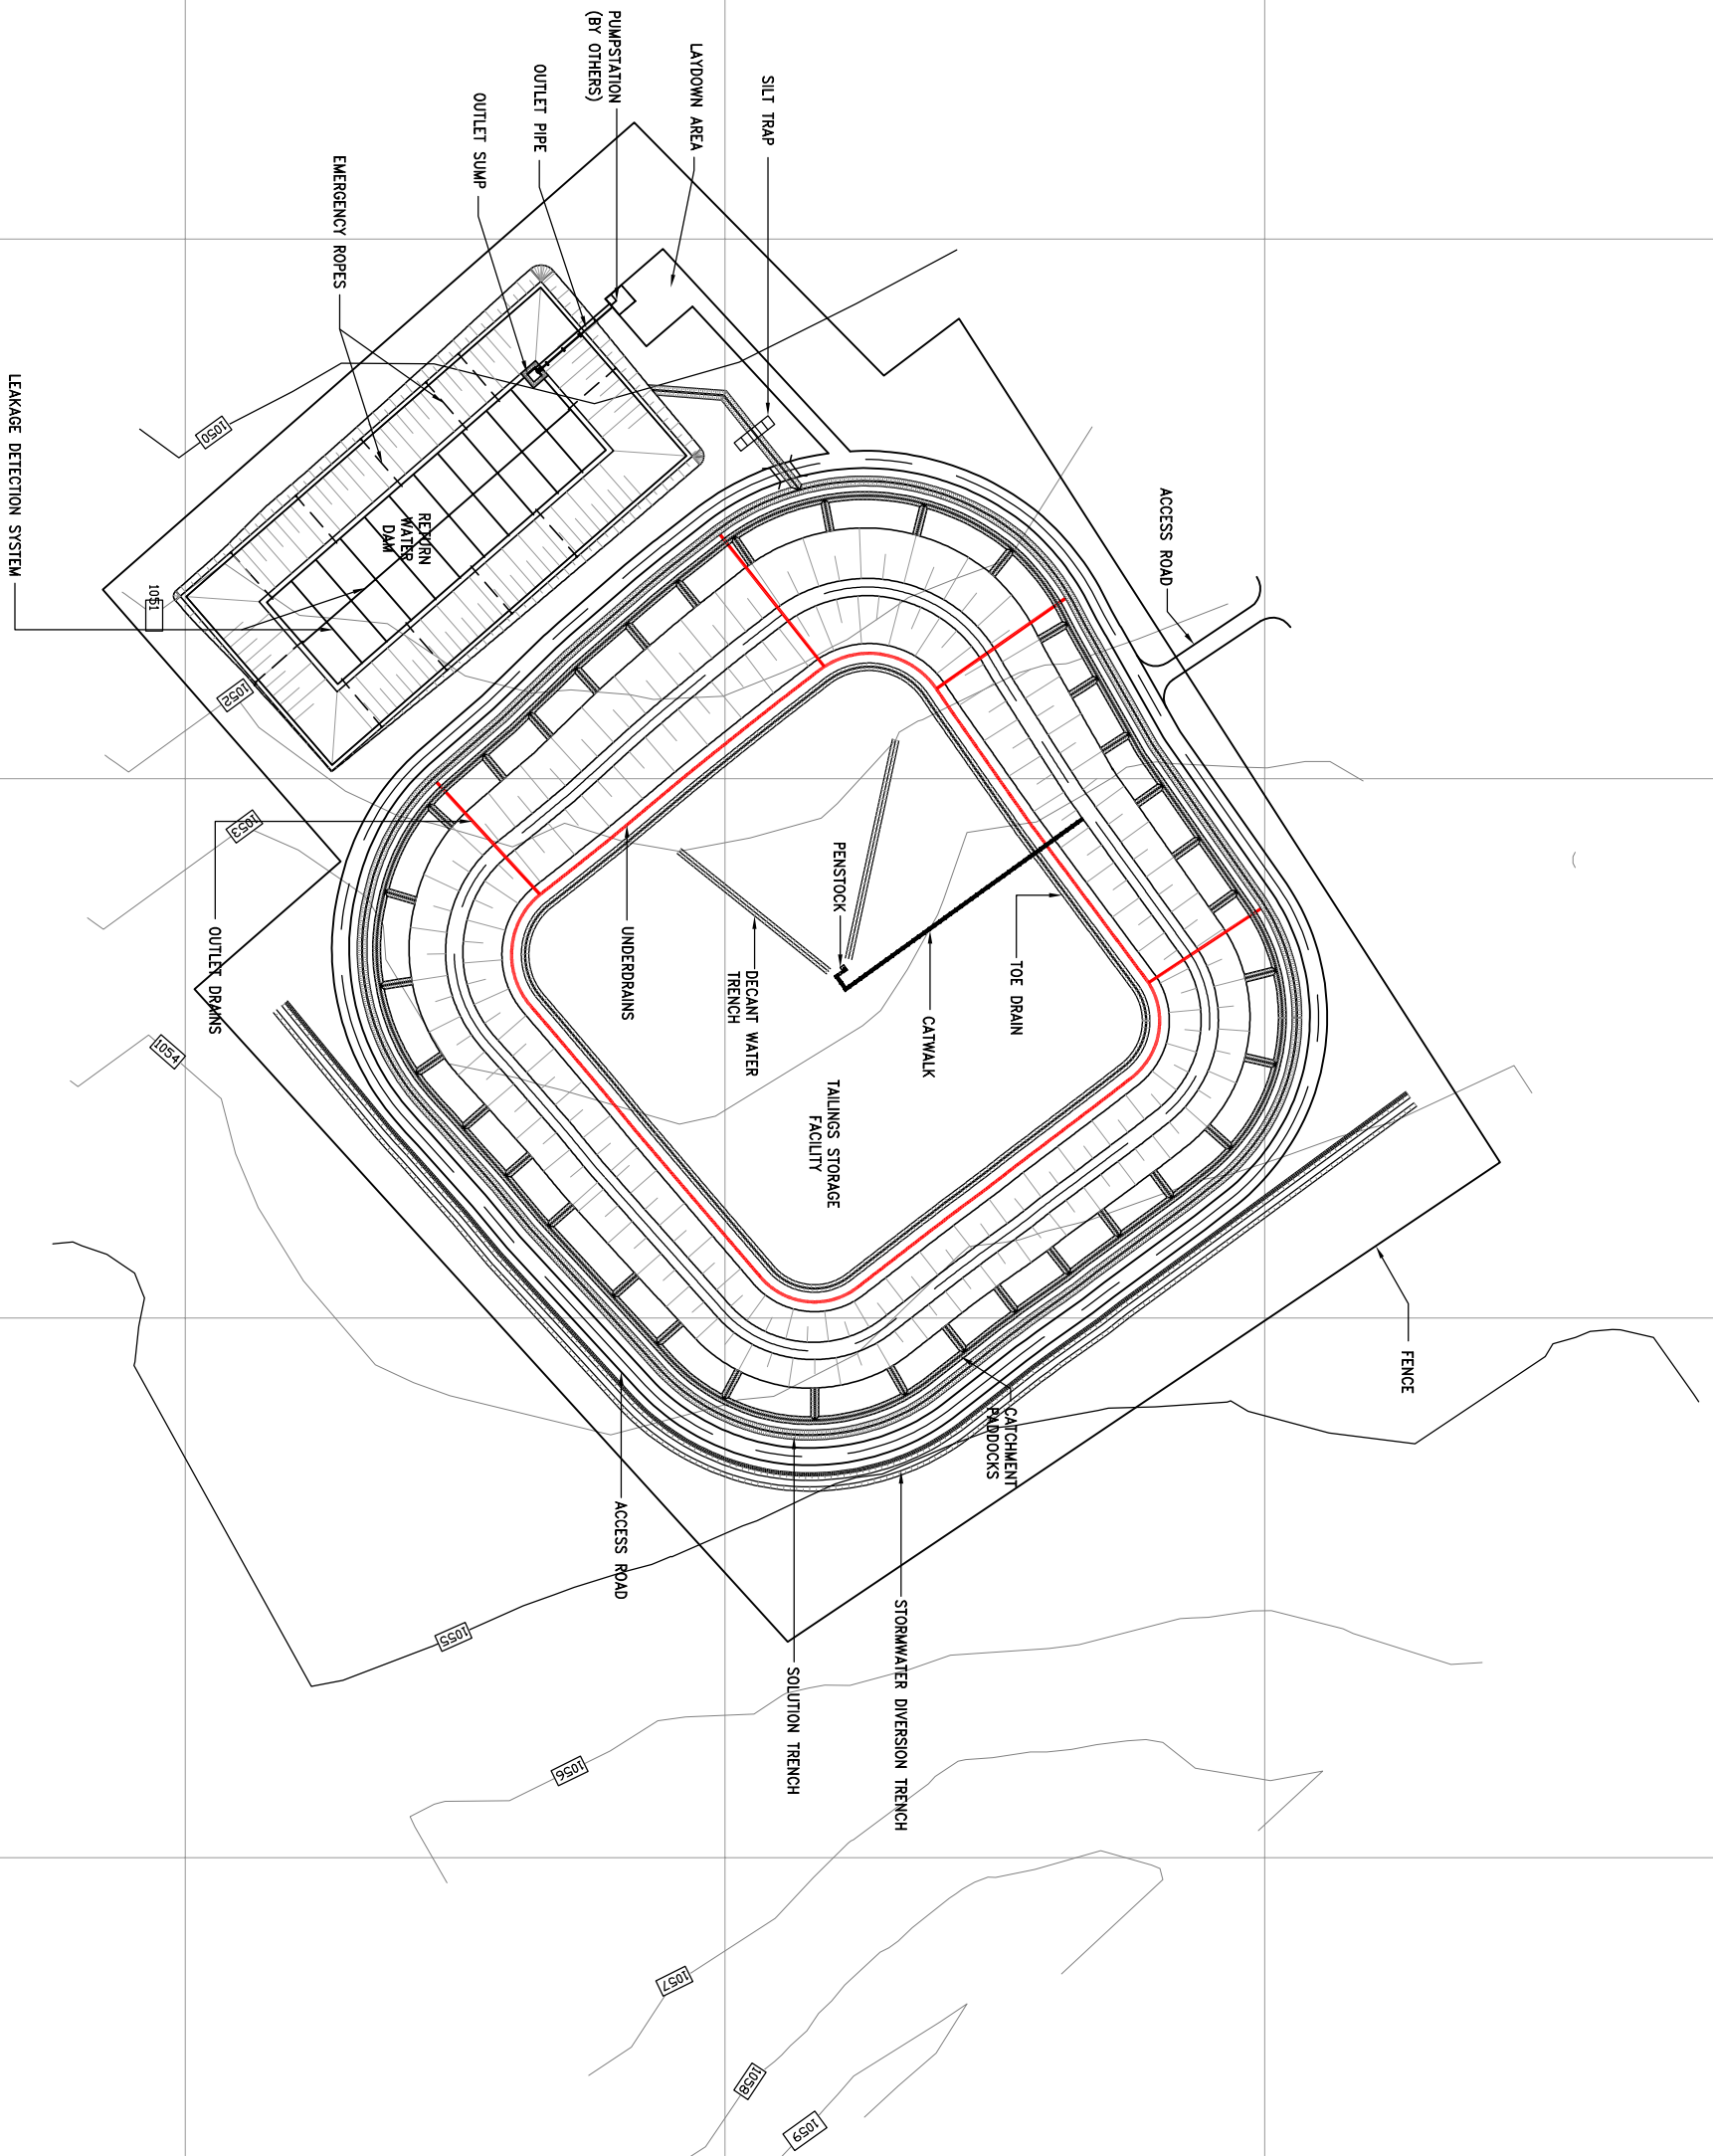 PUMPSTATION
(BY OTHERS)
LAYDOWN AREA
SILT TRAP
OUTLET PIPE
OUTLET SUMP
EMERGENCY ROPES
LEAKAGE DETECTION SYSTEM
RETURN
WATER
DAM
ACCESS ROAD
OUTLET DRAINS
UNDERDRAINS
DECANT WATER
TRENCH
PENSTOCK
CATWALK
TOE DRAIN
TAILINGS STORAGE
FACILITY
FENCE
CATCHMENT
PADDOCKS
ACCESS ROAD
SOLUTION TRENCH
STORMWATER DIVERSION TRENCH
1050
1051
1052
1053
1054
1055
1056
1057
1058
1059